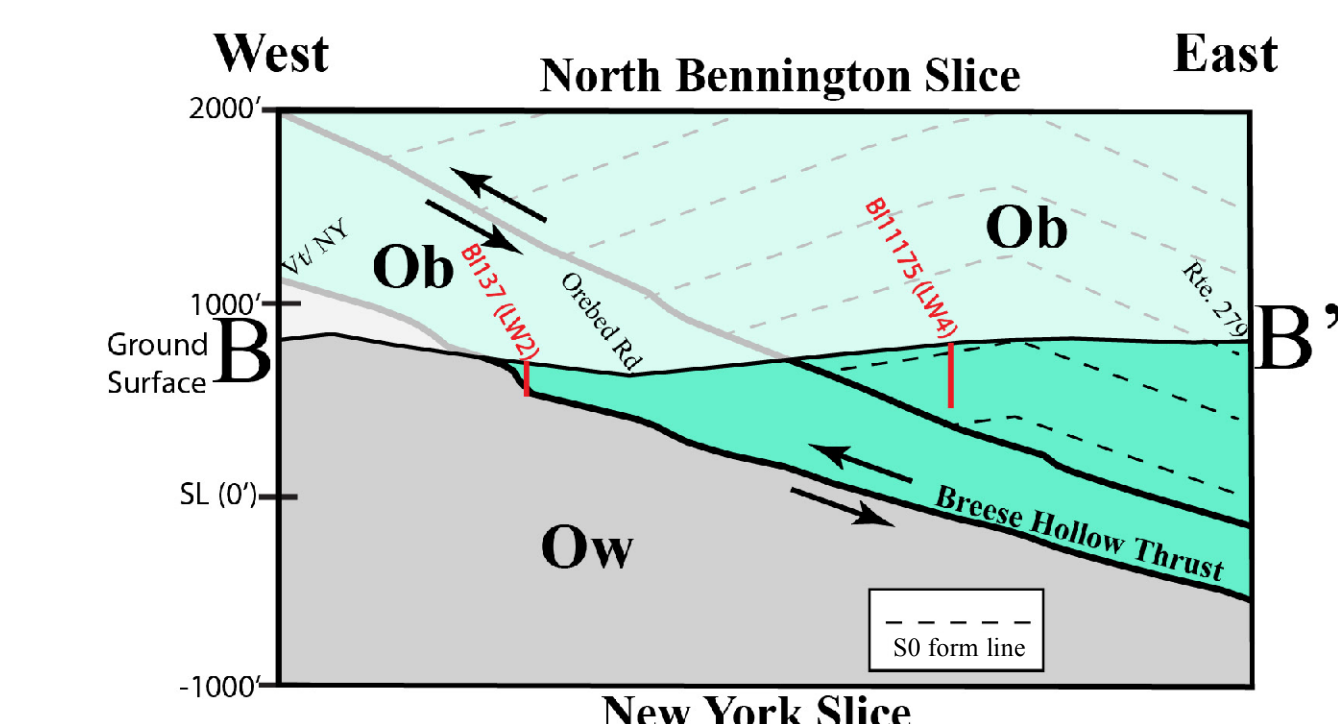 West
East
North Bennington Slice
2000′
1000′
SL (0′)
-1000′
Ground
Surface
B
B’
Vt/ NY
Ob
BI137 (LW2)
Orebed Rd
BI11175 (LW4)
Ob
Rte. 279
Breese Hollow Thrust
Ow
S0 form line
New York Slice